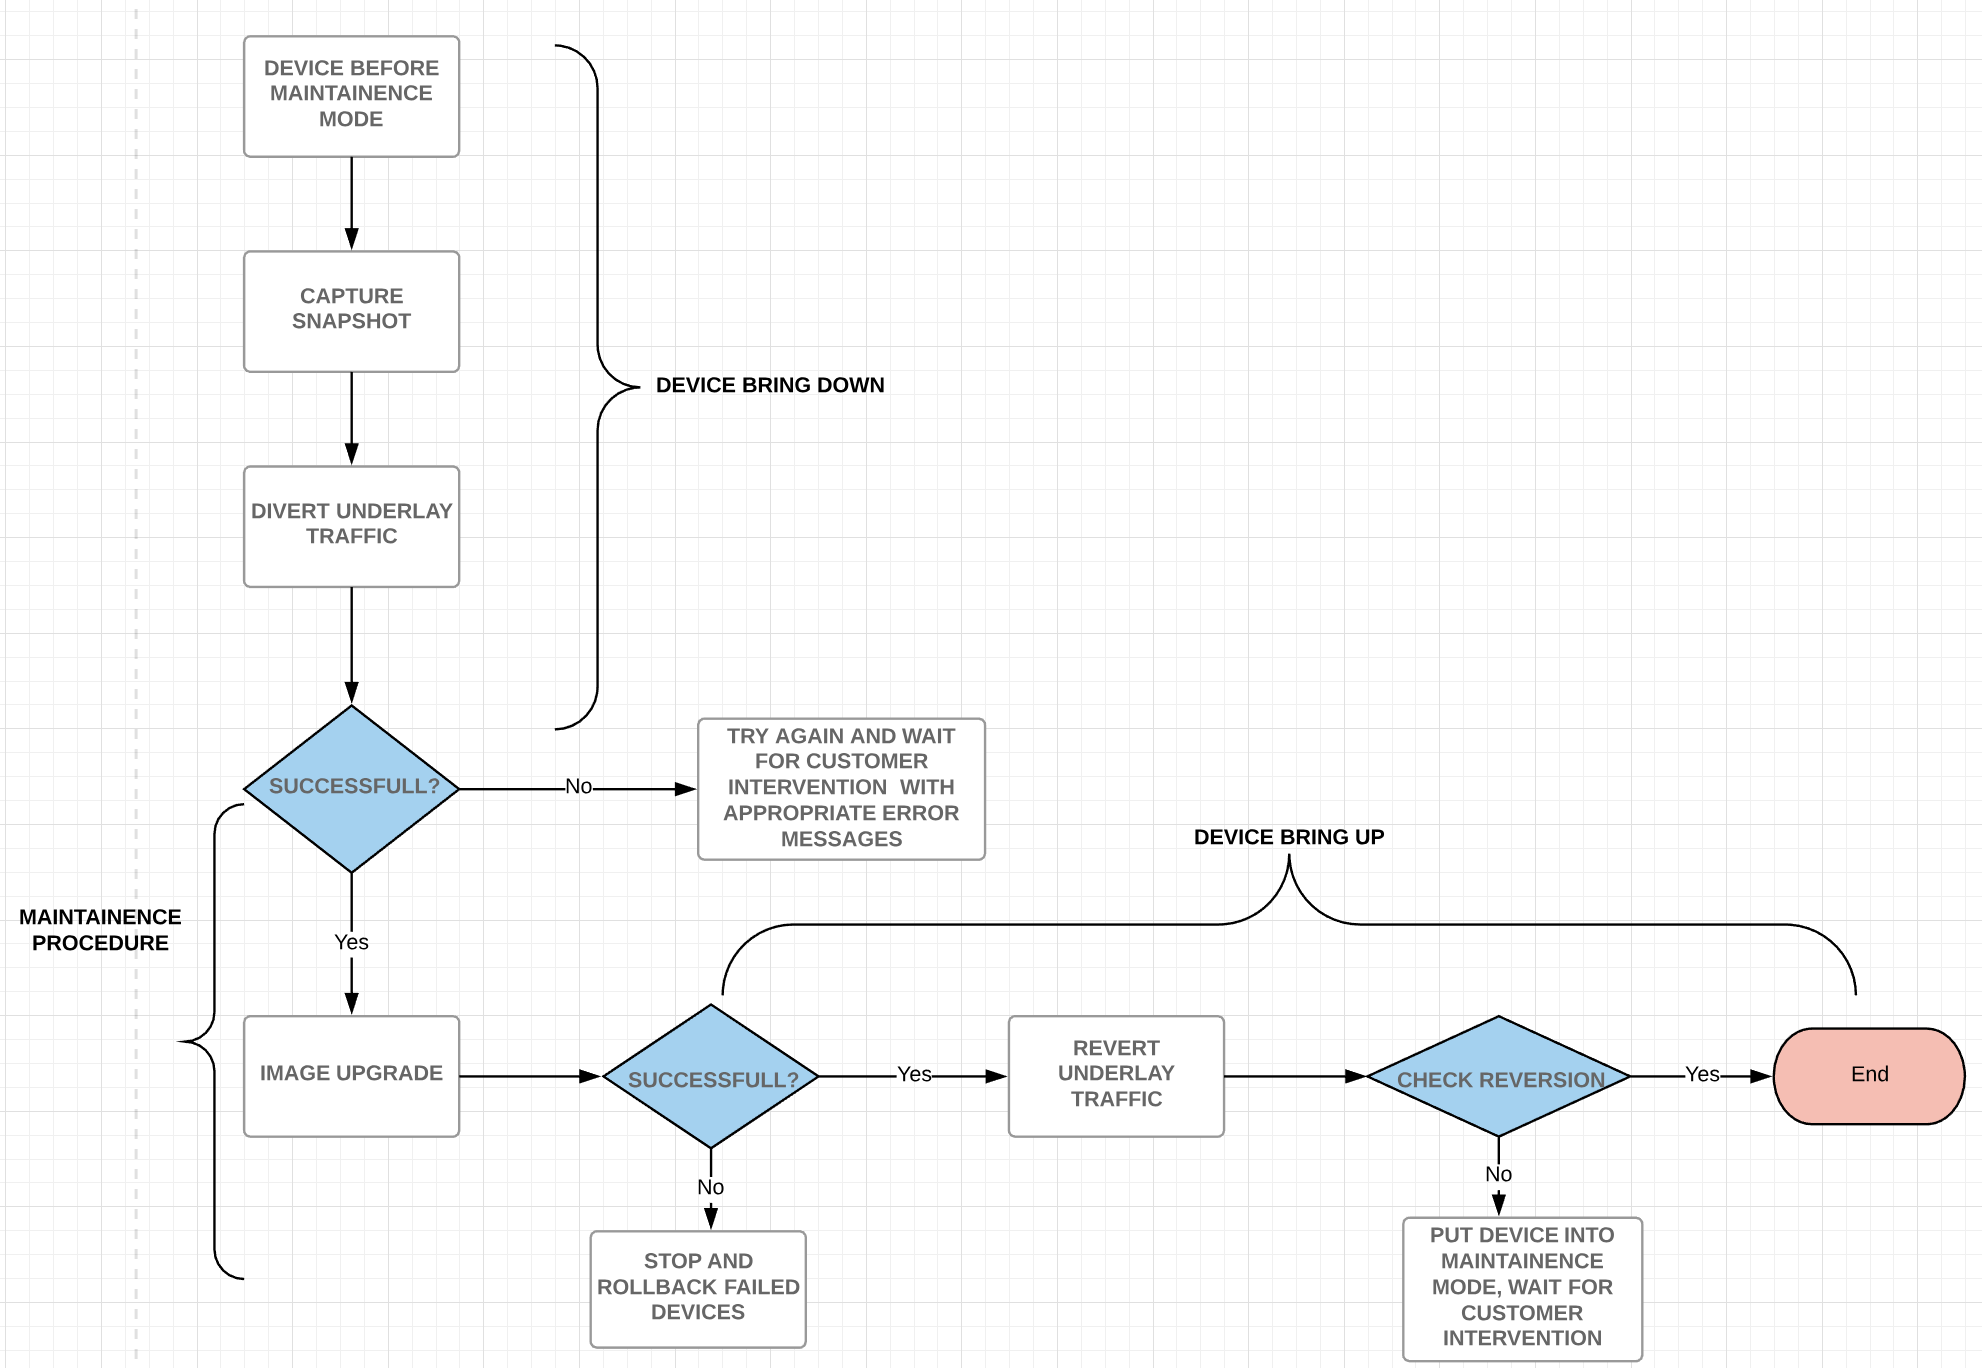 DEVICE BEFORE
MAINTAINENCE
MODE
CAPTURE
SNAPSHOT
DEVICE BRING DOWN
DIVERT UNDERLAY
TRAFFIC
SUCCESSFULL?
No
TRY AGAIN AND WAIT
FOR CUSTOMER
INTERVENTION  WITH
APPROPRIATE ERROR
MESSAGES
DEVICE BRING UP
MAINTAINENCE
PROCEDURE
Yes
IMAGE UPGRADE
SUCCESSFULL?
Yes
REVERT
UNDERLAY
TRAFFIC
CHECK REVERSION
Yes
End
No
STOP AND
ROLLBACK FAILED
DEVICES
No
PUT DEVICE INTO
MAINTAINENCE
MODE, WAIT FOR
CUSTOMER
INTERVENTION